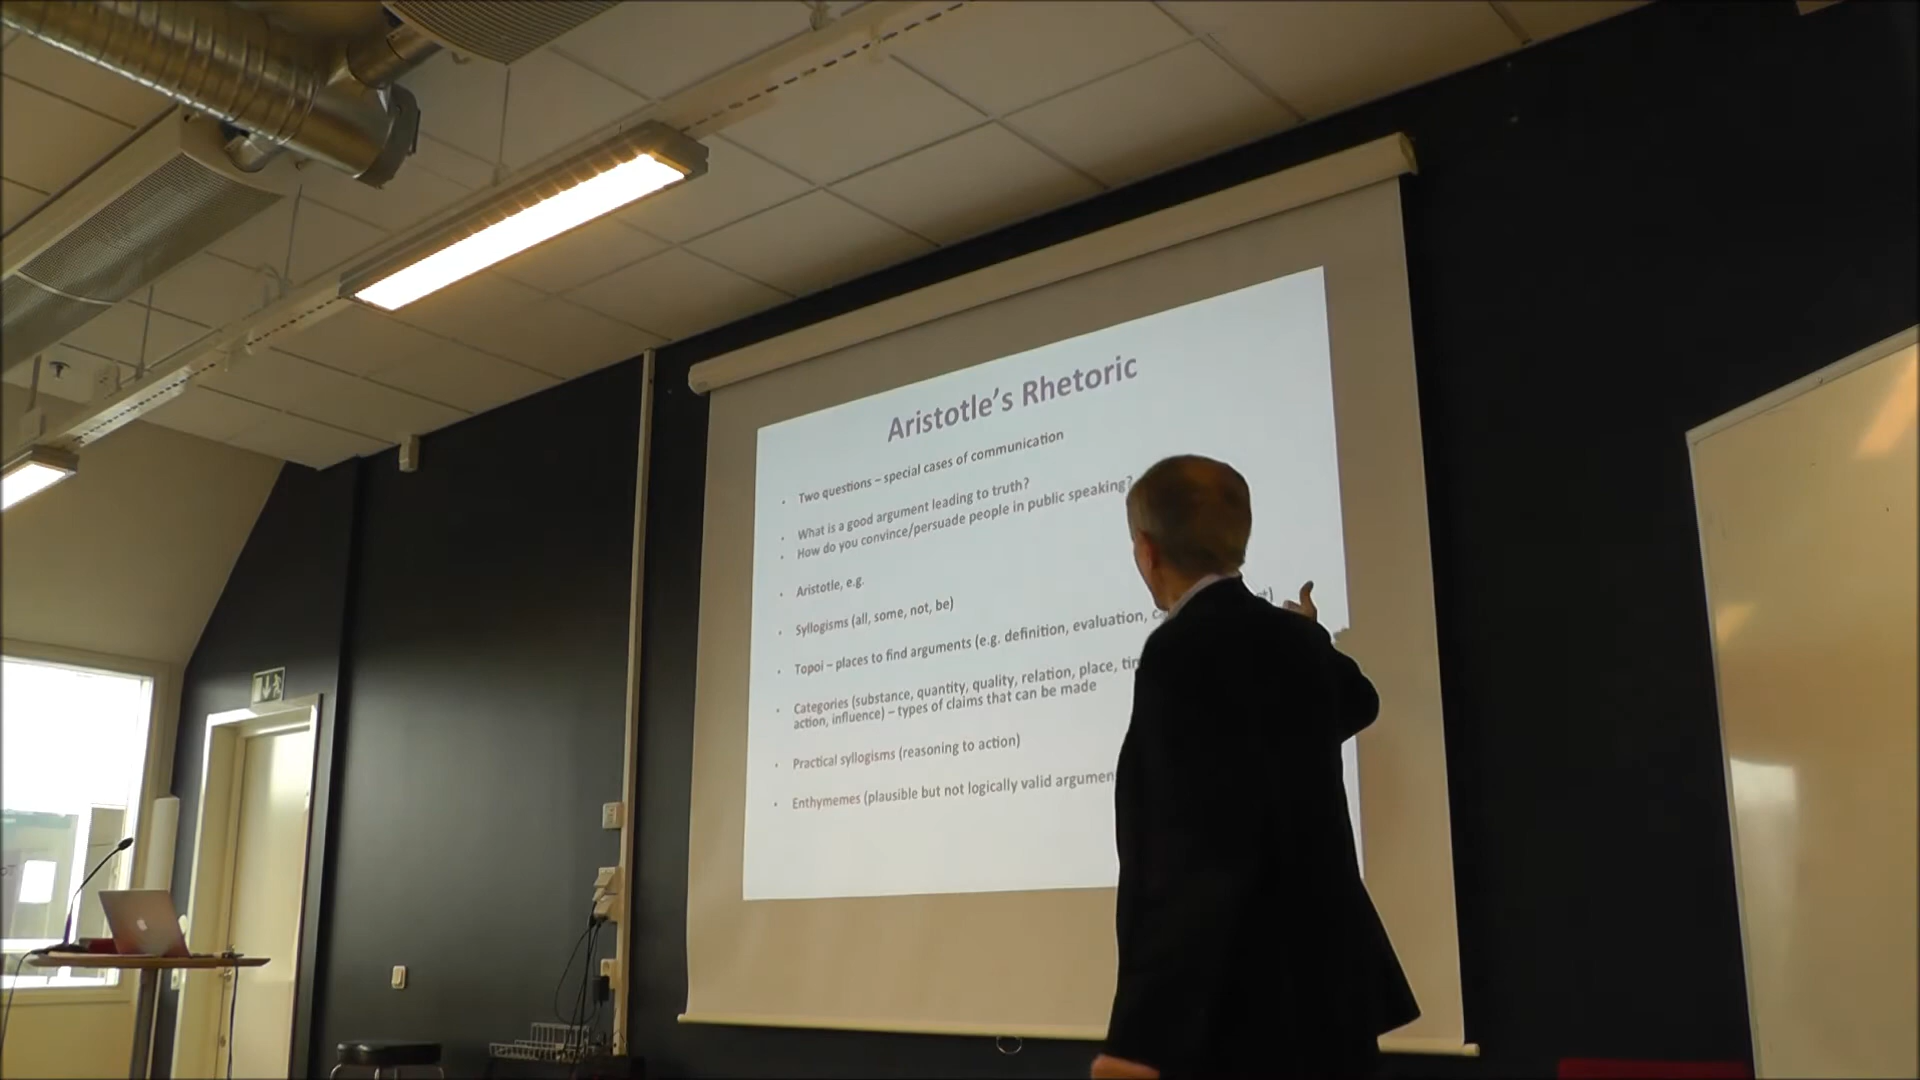 Aristotle's Rhetoric
• Two questions – special cases of communication
• What is a good argument leading to truth?
• How do you convince/persuade people in public speaking?
• Aristotle, e.g.
• Syllogisms (all, some, not, be)
• Topoi – places to find arguments (e.g. definition, evaluation,
• Categories (substance, quantity, quality, relation, place,
action, influence) – types of claims that can be made
• Practical syllogisms (reasoning to action)
• Enthymemes (plausible but not logically valid